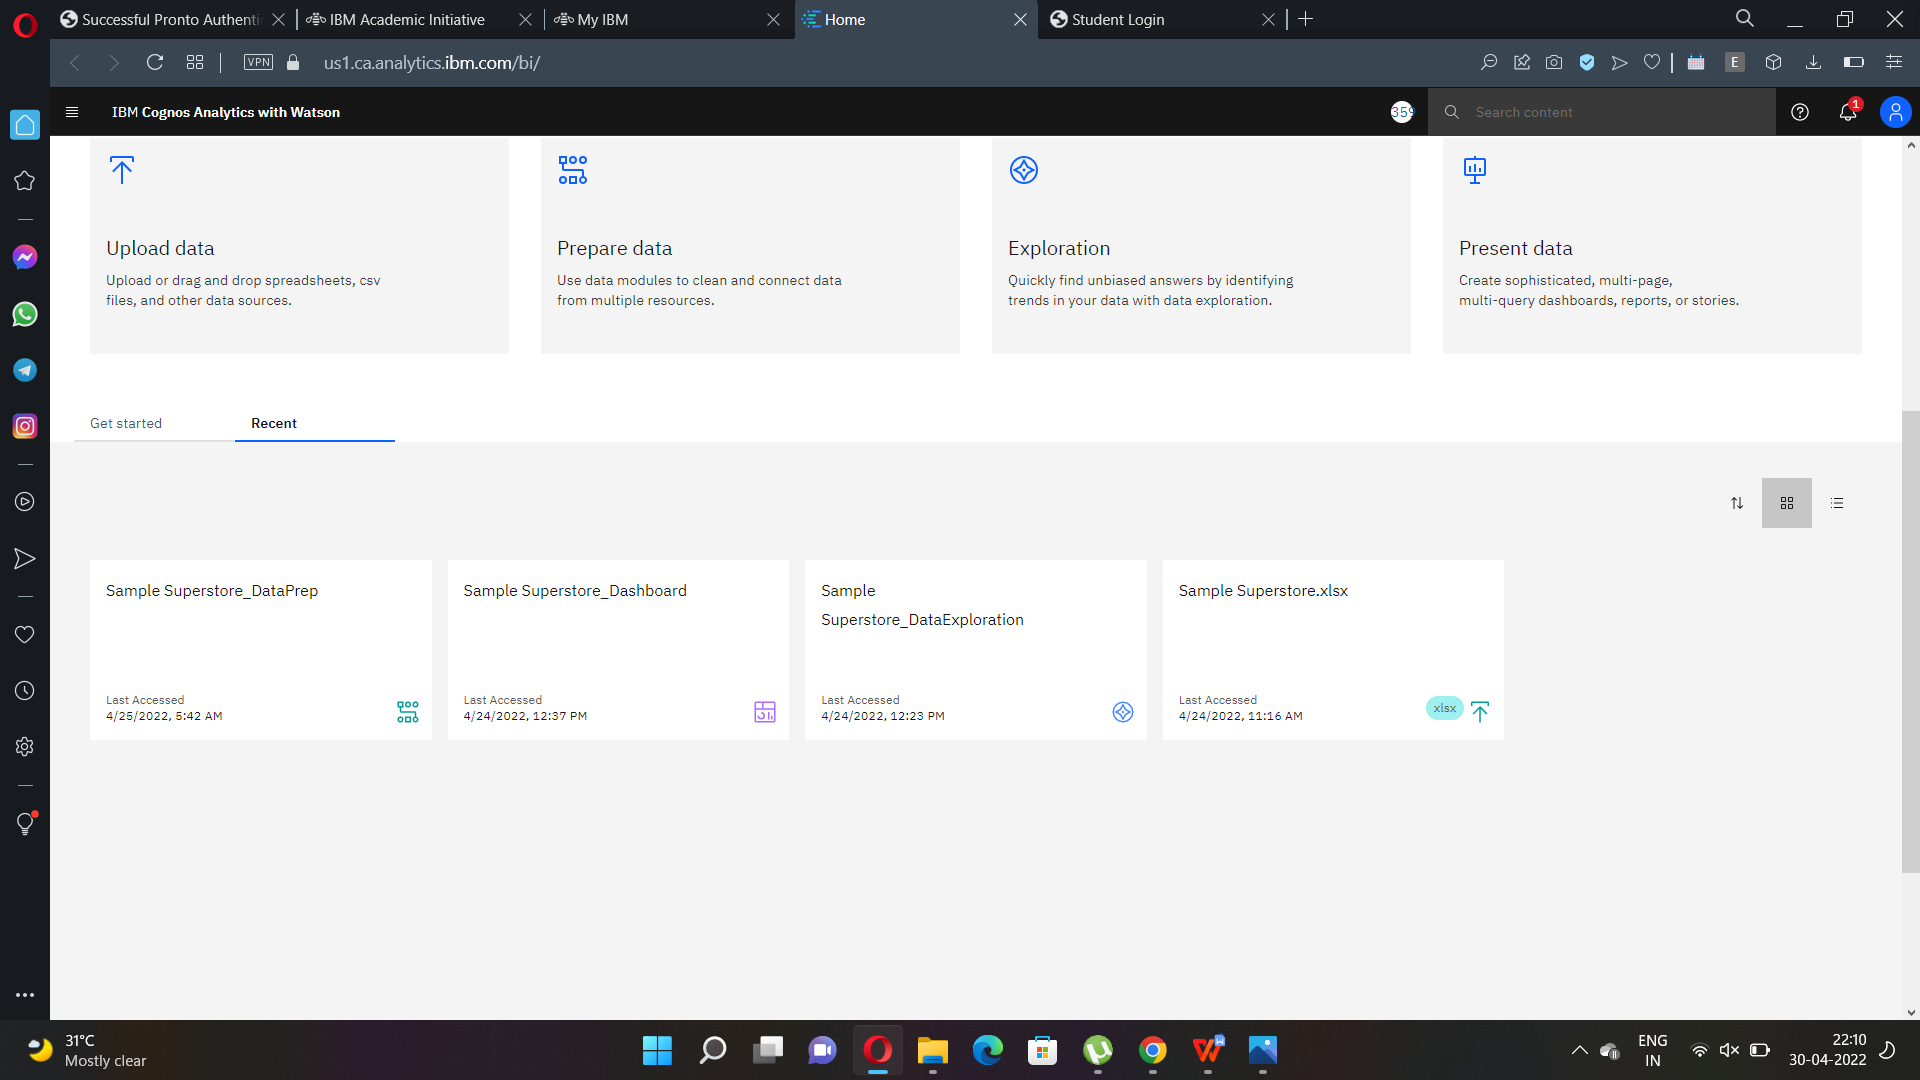 Successful Pronto Authenti
IBM Academic Initiative
My IBM
Home
Student Login
VPN
us1.ca.analytics.ibm.com/bi/
E
IBM Cognos Analytics with Watson
359
Search content
1
Upload data
Upload or drag and drop spreadsheets, csv
files, and other data sources.
Prepare data
Use data modules to clean and connect data
from multiple resources.
Exploration
Quickly find unbiased answers by identifying
trends in your data with data exploration.
Present data
Create sophisticated, multi-page,
multi-query dashboards, reports, or stories.
Get started
Recent
Sample Superstore_DataPrep
Last Accessed
4/25/2022, 5:42 AM
Sample Superstore_Dashboard
Last Accessed
4/24/2022, 12:37 PM
Sample
Superstore_DataExploration
Last Accessed
4/24/2022, 12:23 PM
Sample Superstore.xlsx
Last Accessed
4/24/2022, 11:16 AM
xlsx
31°C
Mostly clear
ENG
IN
22:10
30-04-2022